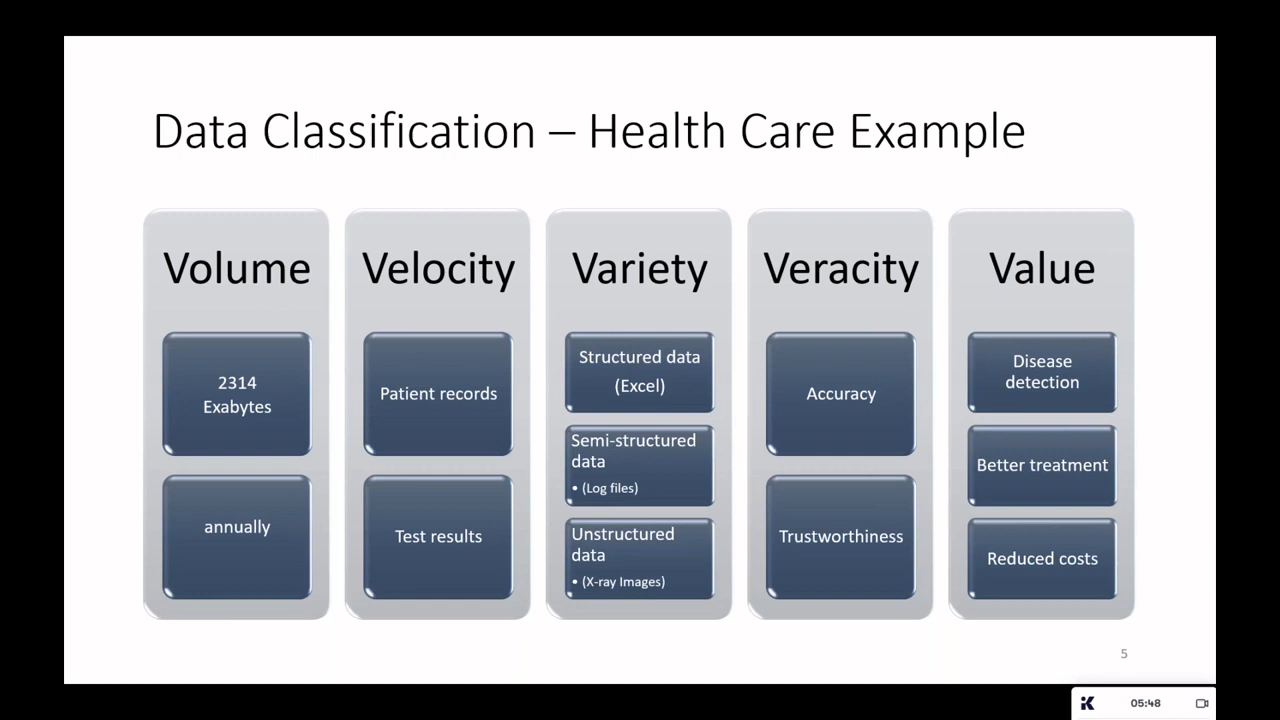 Data Classification – Health Care Example
Volume
2314
Exabytes
annually
Velocity
Patient records
Test results
Variety
Structured data
(Excel)
Semi-structured
data
• (Log files)
Unstructured
data
• (X-ray Images)
Veracity
Accuracy
Trustworthiness
Value
Disease
detection
Better treatment
Reduced costs
5
05:48